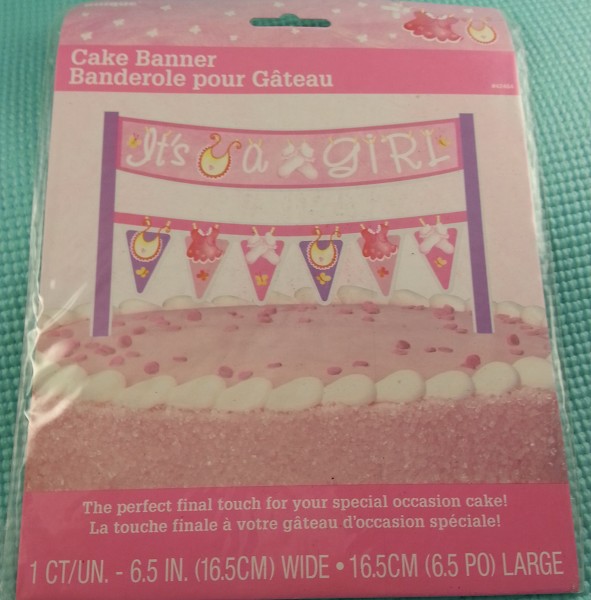 Cake Banner
Banderole pour Gâteau
It's a GIRL
The perfect final touch for your special occasion cake!
La touche finale à votre gâteau d'occasion spéciale!
1 CT/UN. - 6.5 IN. (16.5CM) WIDE • 16.5CM (6.5 PO) LARGE